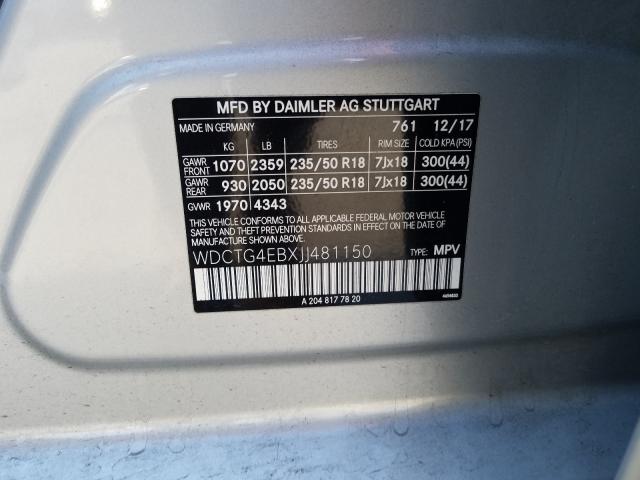 MFD BY DAIMLER AG STUTTGART
MADE IN GERMANY 761 12/17
KG LB TIRES RIM SIZE COLD KPA (PSI)
GAWR FRONT 1070 2359 235/50 R18 7Jx18 300(44)
GAWR REAR 930 2050 235/50 R18 7Jx18 300(44)
GVWR 1970 4343
THIS VEHICLE CONFORMS TO ALL APPLICABLE FEDERAL MOTOR VEHICLE
SAFETY STANDARDS IN EFFECT ON THE DATE OF MANUFACTURE
SHOWN ABOVE.
WDCTG4EBXJJ481150 TYPE: MPV
A 204 817 78 20